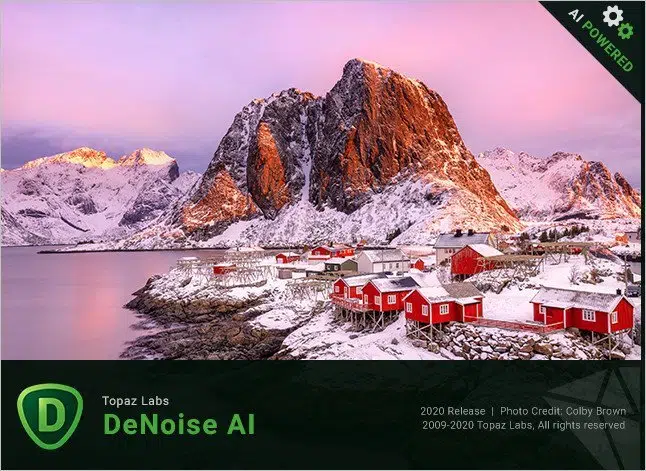 AI POWERED
D
Topaz Labs
DeNoise AI
2020 Release | Photo Credit: Colby Brown
2009-2020 Topaz Labs, All rights reserved